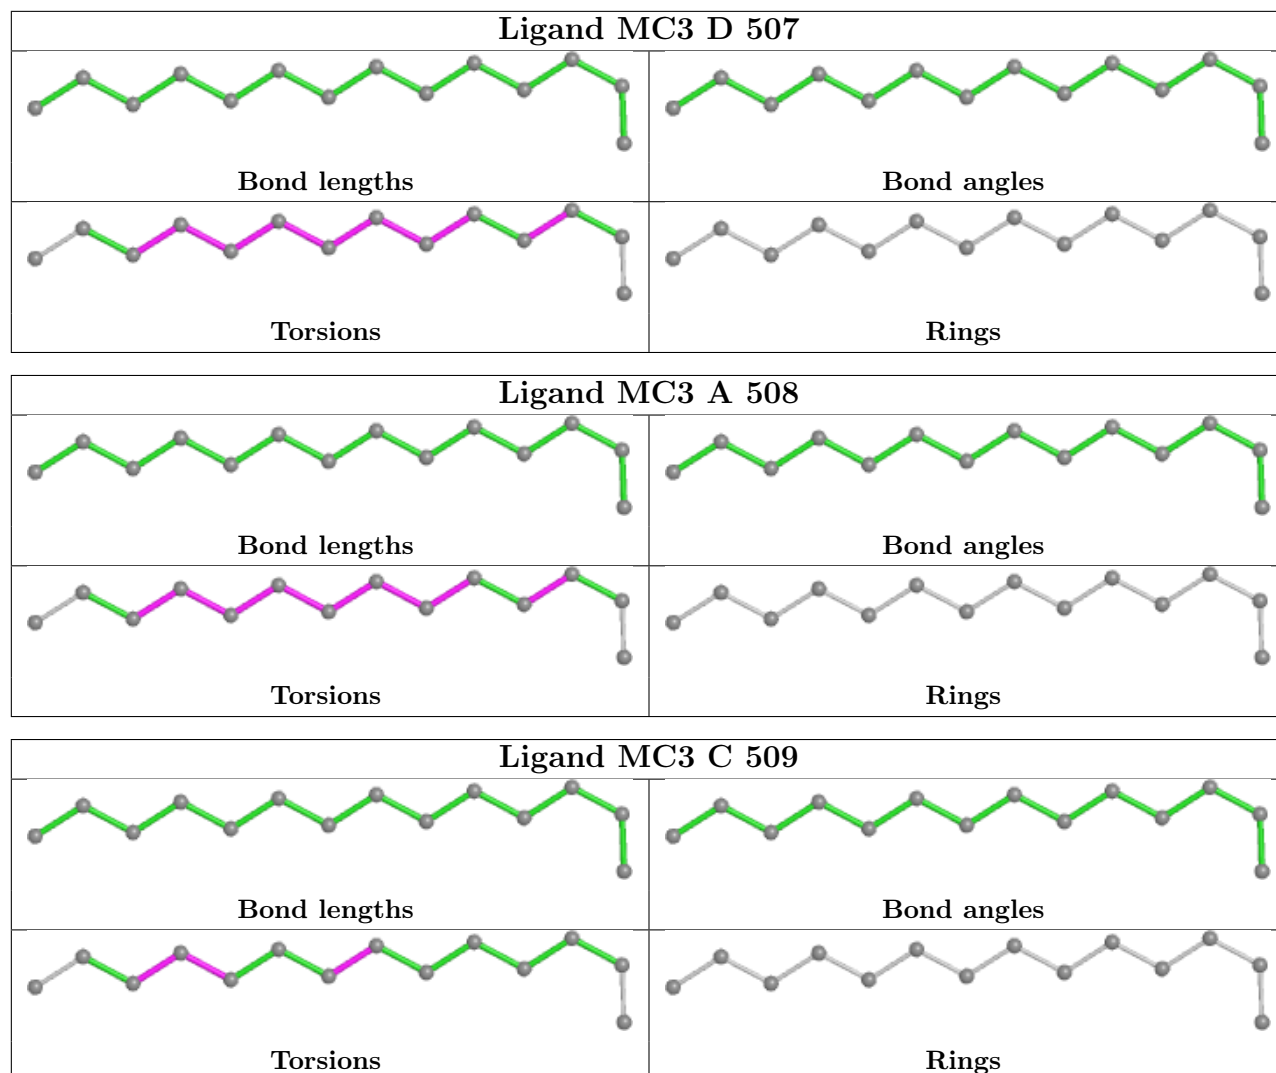 Ligand MC3 D 507
Bond lengths
Bond angles
Torsions
Rings
Ligand MC3 A 508
Bond lengths
Bond angles
Torsions
Rings
Ligand MC3 C 509
Bond lengths
Bond angles
Torsions
Rings